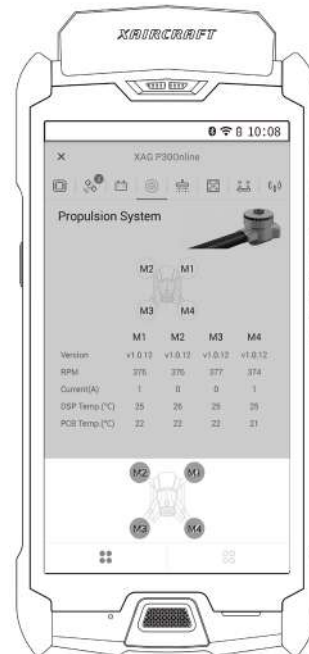 XAIRCRAFT
10:08
XAG P30Online
Propulsion System
M2 M1
M3 M4
M1 M2 M3 M4
Version v1.0.12 v1.0.12 v1.0.12 v1.0.12
RPM 376 376 377 374
Current(A) 1 0 0 1
DSP Temp (°C) 25 26 25 25
PCB Temp (°C) 22 22 22 21
M2 M1
M3 M4